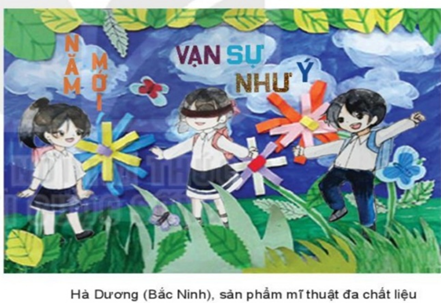 NĂM
MỚI
VẠN SỰ
NHƯ Ý
Hà Dương (Bắc Ninh), sản phẩm mĩ thuật đa chất liệu